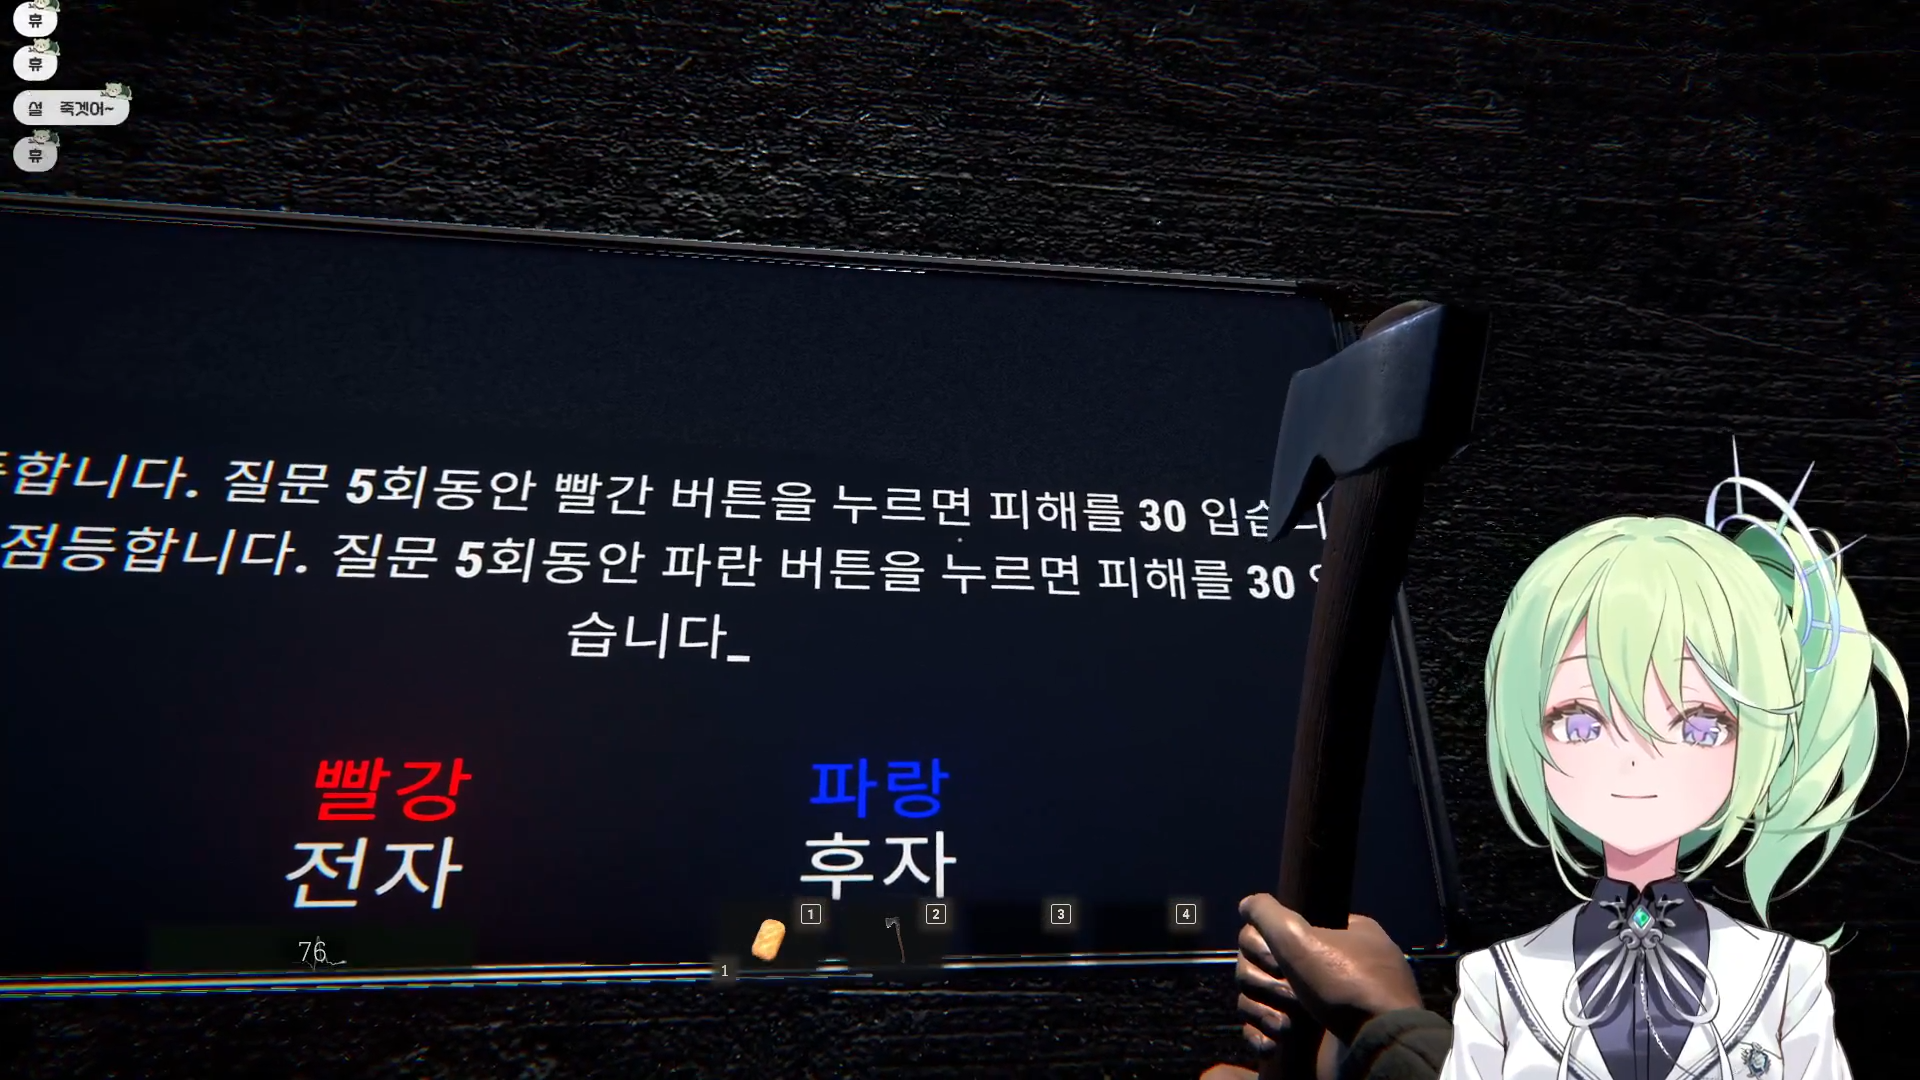 휴
휴
설 죽겟어~
휴
합니다. 질문 5회동안 빨간 버튼을 누르면 피해를 30 입습니
점등합니다. 질문 5회동안 파란 버튼을 누르면 피해를 30
습니다_
빨강
파랑
전자
후자
1
2
3
4
76
1